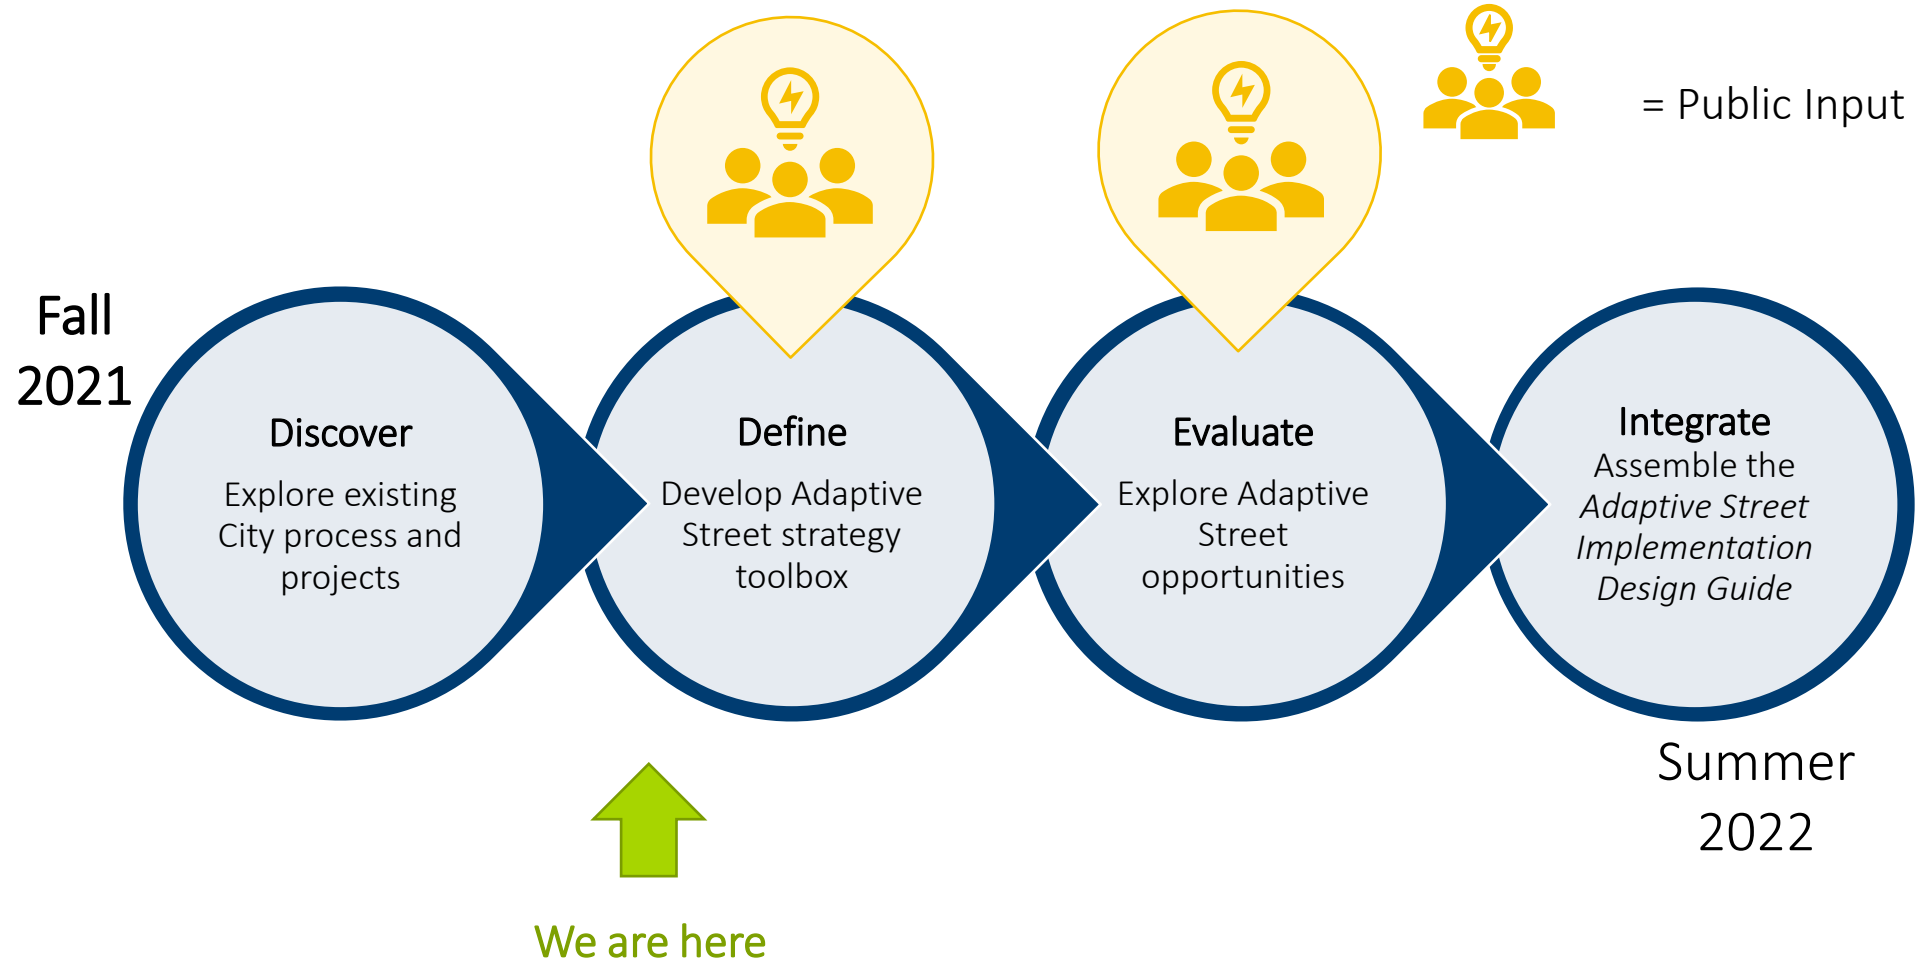 = Public Input
Fall
2021
Discover
Explore existing
City process and
projects
Define
Develop Adaptive
Street strategy
toolbox
Evaluate
Explore Adaptive
Street
opportunities
Integrate
Assemble the
Adaptive Street
Implementation
Design Guide
Summer
2022
We are here